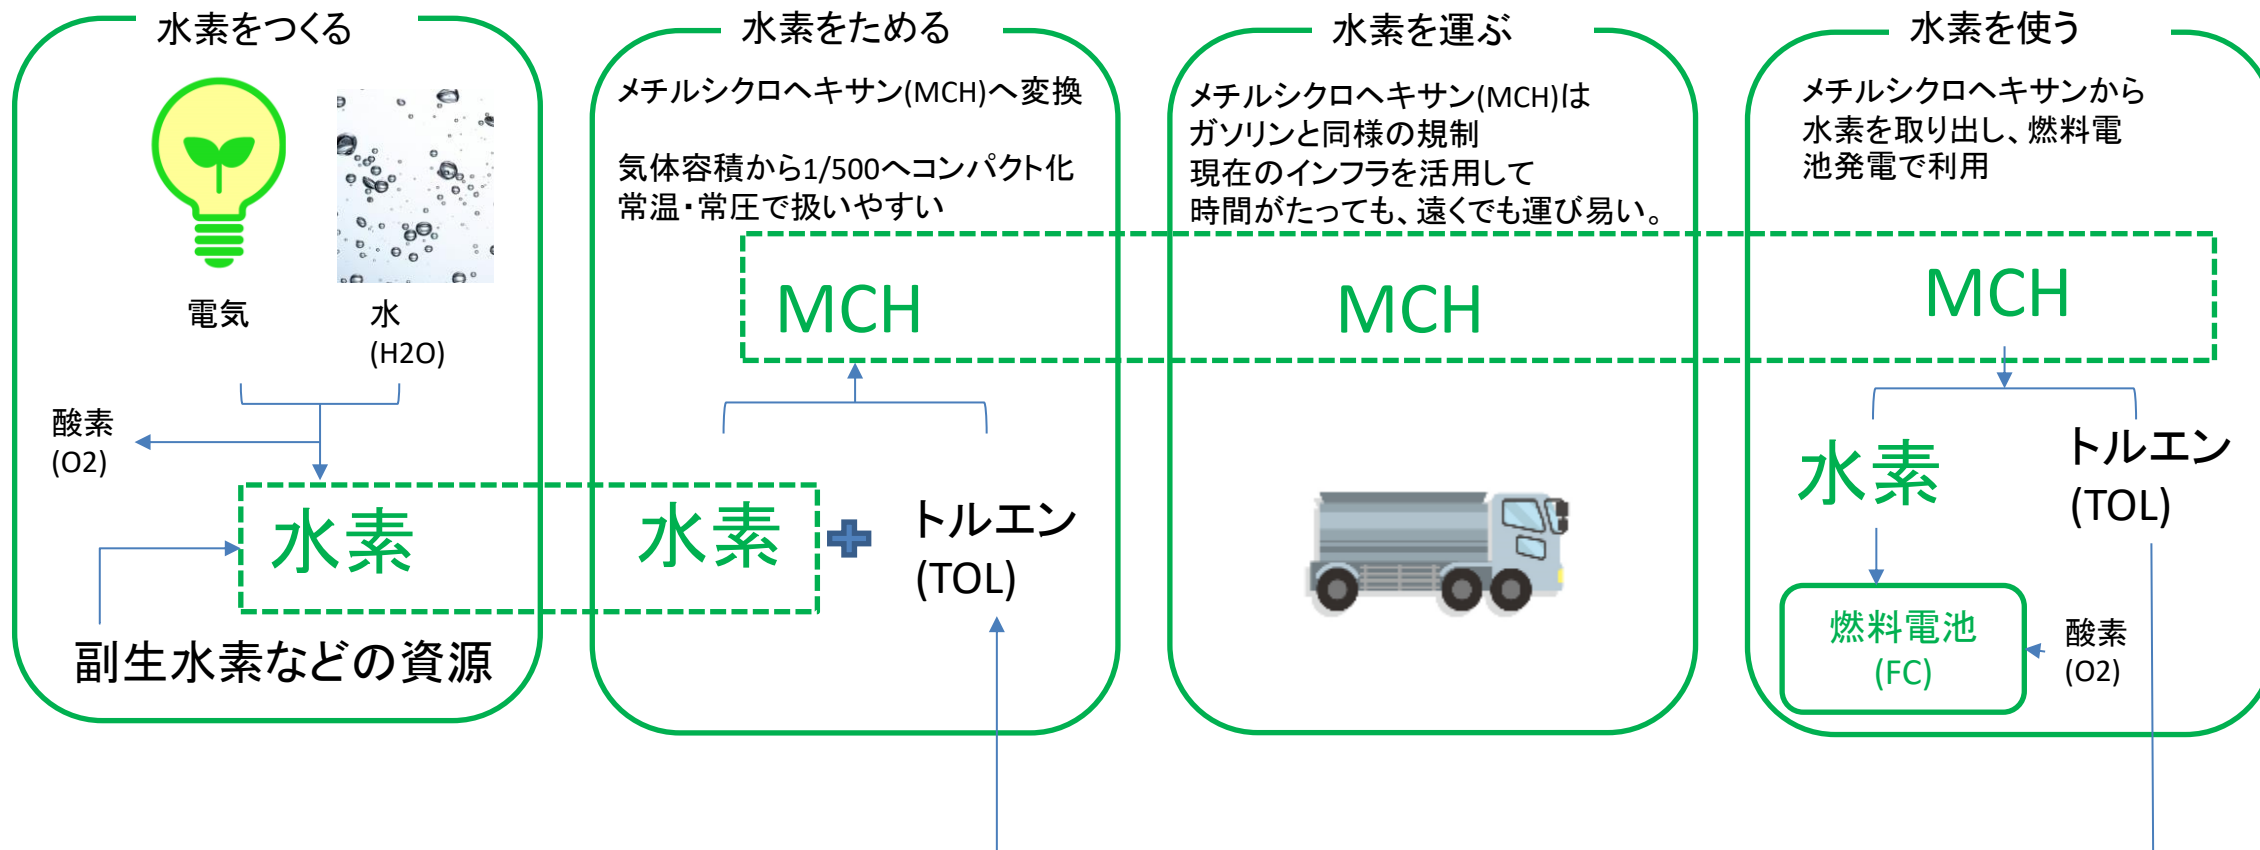 水素をつくる
電気
水
(H2O)
酸素
(O2)
水素
副生水素などの資源
水素をためる
メチルシクロヘキサン(MCH)へ変換
気体容積から1/500へコンパクト化
常温・常圧で扱いやすい
MCH
水素
トルエン
(TOL)
水素を運ぶ
メチルシクロヘキサン(MCH)は
ガソリンと同様の規制
現在のインフラを活用して
時間がたっても、遠くでも運び易い。
MCH
水素を使う
メチルシクロヘキサンから
水素を取り出し、燃料電
池発電で利用
MCH
水素
トルエン
(TOL)
燃料電池
(FC)
酸素
(O2)